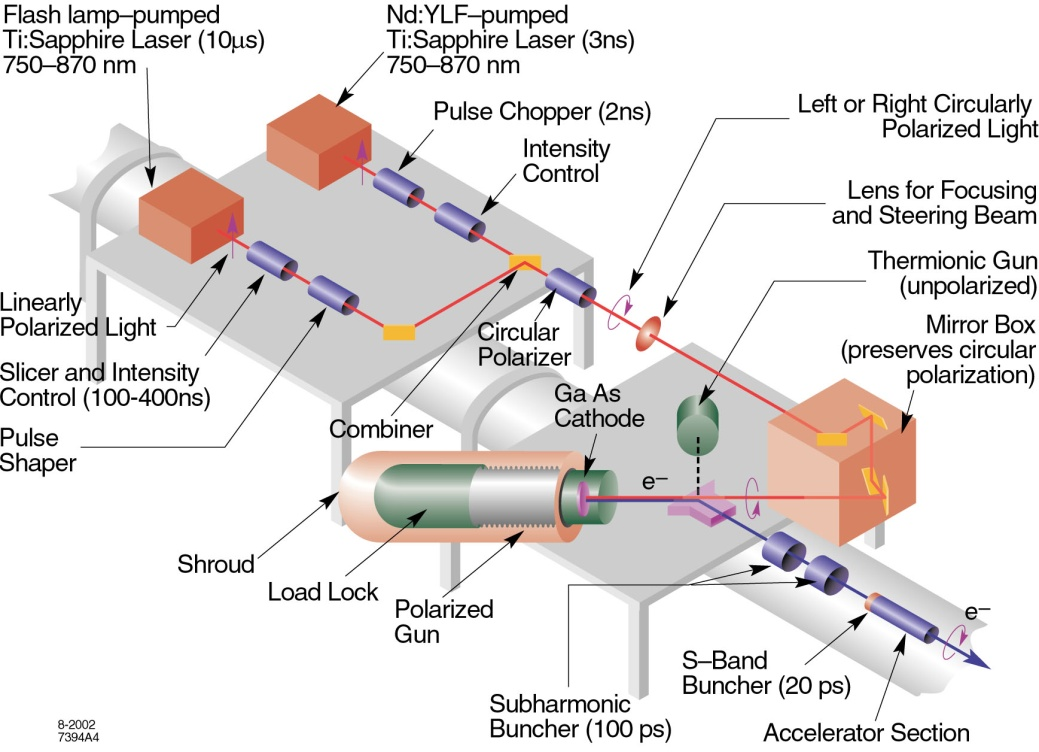 Flash lamp–pumped
Ti:Sapphire Laser (10µs)
750–870 nm
Nd:YLF–pumped
Ti:Sapphire Laser (3ns)
750–870 nm
Pulse Chopper (2ns)
Intensity
Control
Left or Right Circularly
Polarized Light
Lens for Focusing
and Steering Beam
Thermionic Gun
(unpolarized)
Mirror Box
(preserves circular
polarization)
Linearly
Polarized Light
Slicer and Intensity
Control (100-400ns)
Pulse
Shaper
Circular
Polarizer
Combiner
Ga As
Cathode
e–
Shroud
Load Lock
Polarized
Gun
Subharmonic
Buncher (100 ps)
S–Band
Buncher (20 ps)
Accelerator Section
e–
8-2002
7394A4